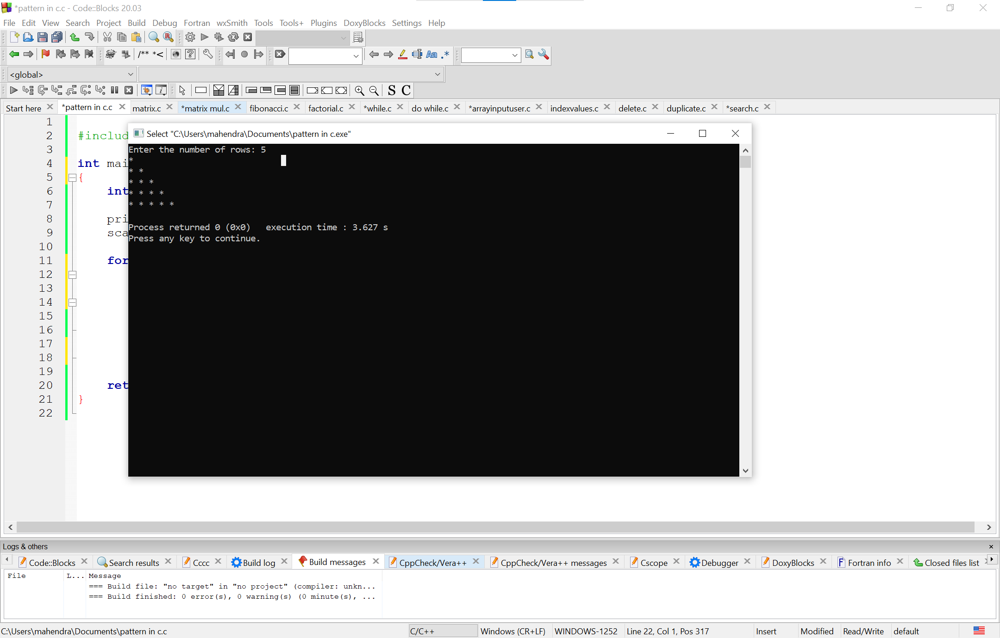 *pattern in c.c - Code::Blocks 20.03
File Edit View Search Project Build Debug Fortran wxSmith Tools Tools+ Plugins DoxyBlocks Settings Help
/** *<
Aa .*
<global>
S C
Start here *pattern in c.c matrix.c *matrix mul.c fibonacci.c factorial.c *while.c do while.c *arrayinputuser.c indexvalues.c delete.c duplicate.c *search.c
1
2 #includ
3
4 int mai
5 {
6 int
7
8 pri
9 sca
10
11 for
12
13
14
15
16
17
18
19
20 ret
21 }
22
Select "C:\Users\mahendra\Documents\pattern in c.exe"
Enter the number of rows: 5
*
* *
* * *
* * * *
* * * * *
Process returned 0 (0x0)   execution time : 3.627 s
Press any key to continue.
Logs & others
Code::Blocks Search results Cccc Build log Build messages CppCheck/Vera++ CppCheck/Vera++ messages Cscope Debugger DoxyBlocks Fortran info Closed files list
File L... Message
=== Build file: "no target" in "no project" (compiler: unkn...
=== Build finished: 0 error(s), 0 warning(s) (0 minute(s), ...
C:\Users\mahendra\Documents\pattern in c.c C/C++ Windows (CR+LF) WINDOWS-1252 Line 22, Col 1, Pos 317 Insert Modified Read/Write default